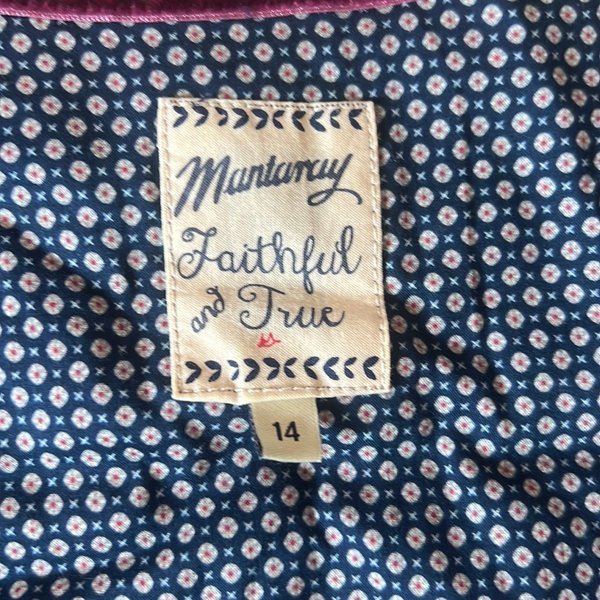 Mantaray
Faithful
and True
14